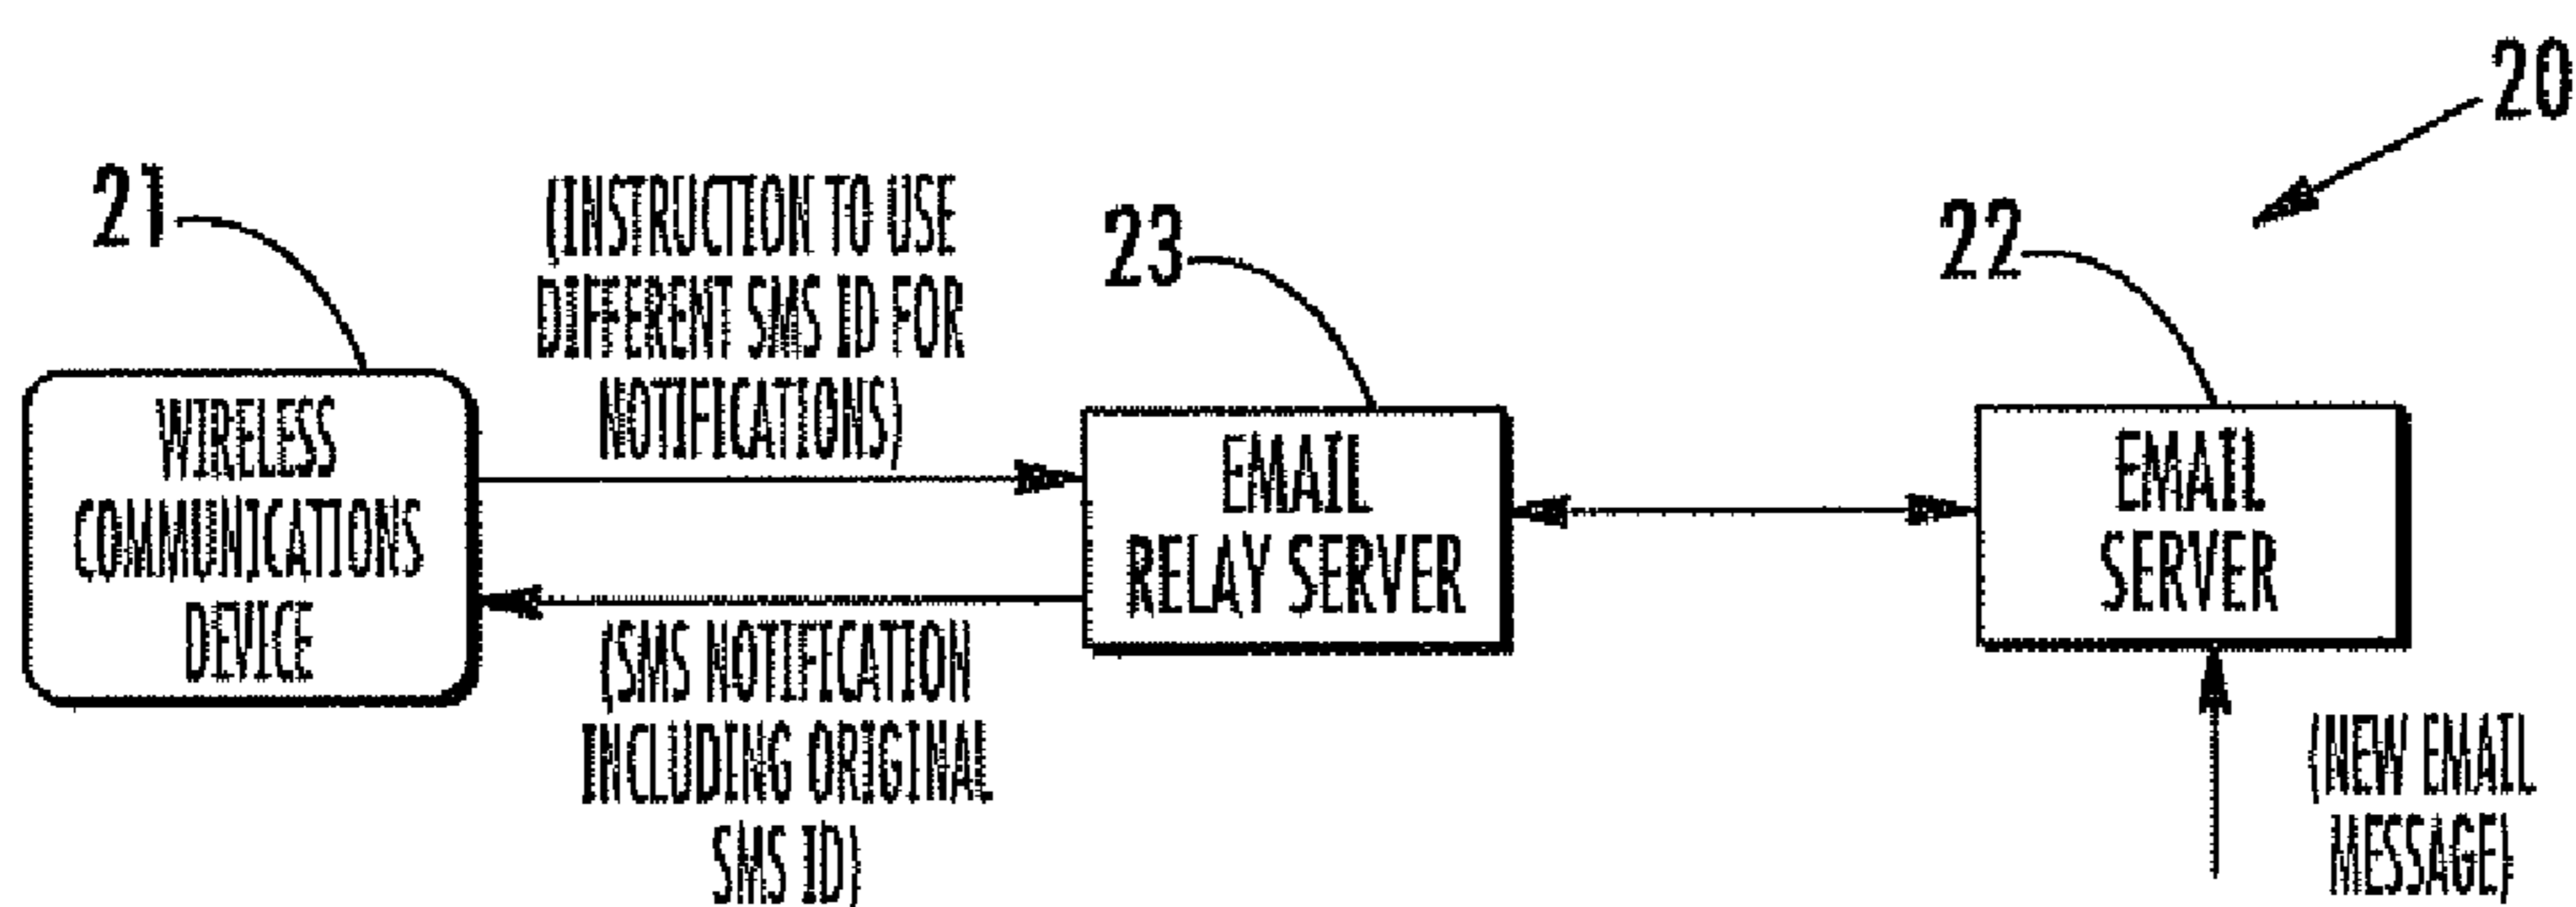 20
21
(INSTRUCTION TO USE
DIFFERENT SMS ID FOR
NOTIFICATIONS)
23
22
WIRELESS
COMMUNICATIONS
DEVICE
EMAIL
RELAY SERVER
EMAIL
SERVER
(SMS NOTIFICATION
INCLUDING ORIGINAL
SMS ID)
(NEW EMAIL
MESSAGE)